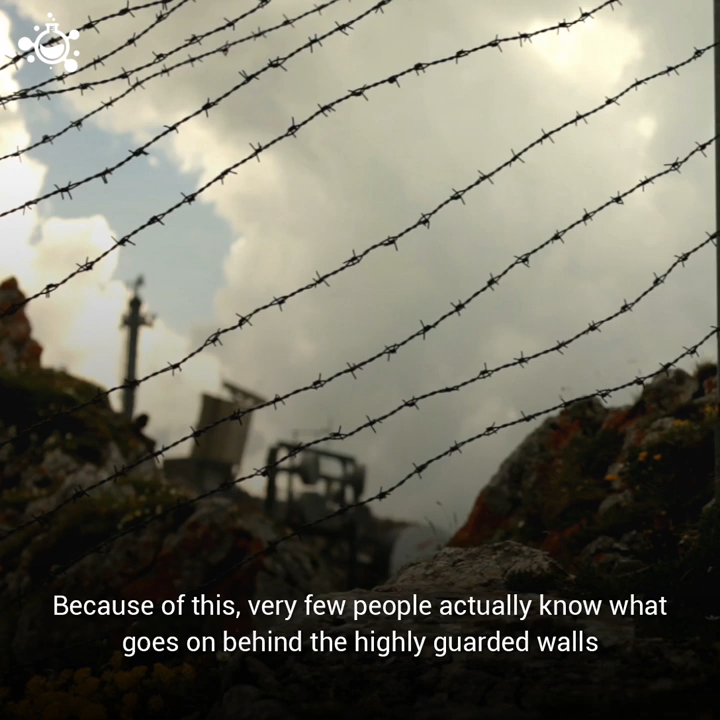 Because of this, very few people actually know what
goes on behind the highly guarded walls